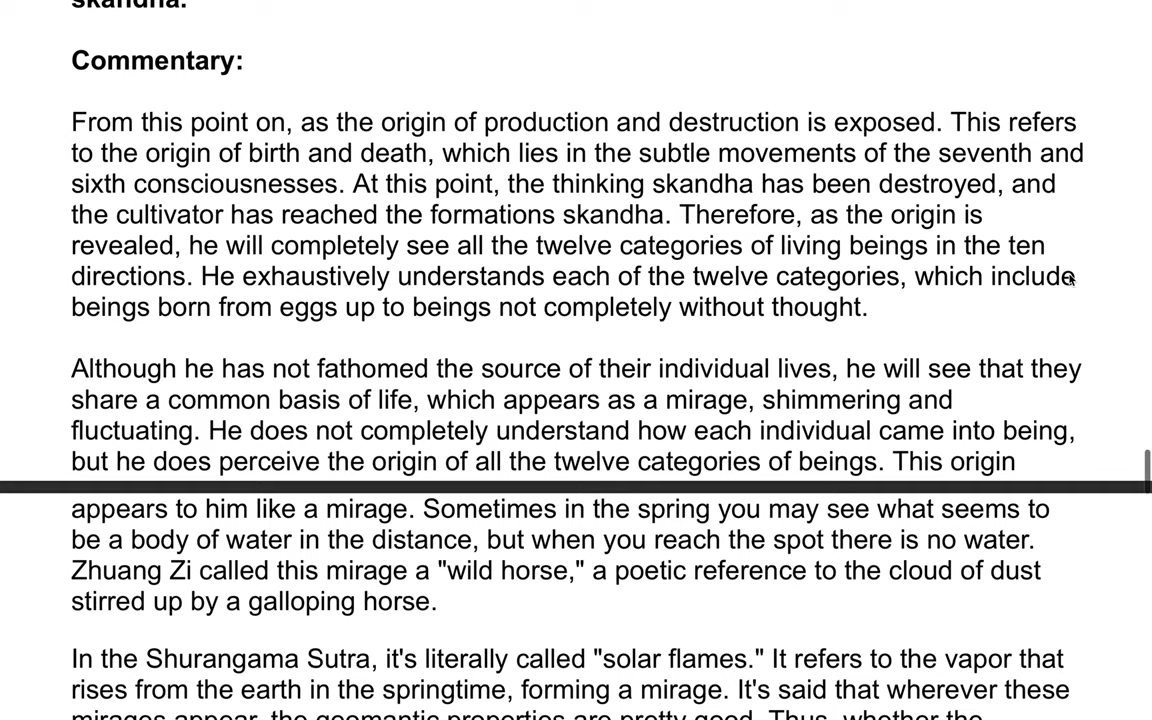 skandha.
Commentary:
From this point on, as the origin of production and destruction is exposed. This refers
to the origin of birth and death, which lies in the subtle movements of the seventh and
sixth consciousnesses. At this point, the thinking skandha has been destroyed, and
the cultivator has reached the formations skandha. Therefore, as the origin is
revealed, he will completely see all the twelve categories of living beings in the ten
directions. He exhaustively understands each of the twelve categories, which include
beings born from eggs up to beings not completely without thought.
Although he has not fathomed the source of their individual lives, he will see that they
share a common basis of life, which appears as a mirage, shimmering and
fluctuating. He does not completely understand how each individual came into being,
but he does perceive the origin of all the twelve categories of beings. This origin
appears to him like a mirage. Sometimes in the spring you may see what seems to
be a body of water in the distance, but when you reach the spot there is no water.
Zhuang Zi called this mirage a "wild horse," a poetic reference to the cloud of dust
stirred up by a galloping horse.
In the Shurangama Sutra, it's literally called "solar flames." It refers to the vapor that
rises from the earth in the springtime, forming a mirage. It's said that wherever these
mirages appear, the geomantic properties are pretty good. Thus, whether the